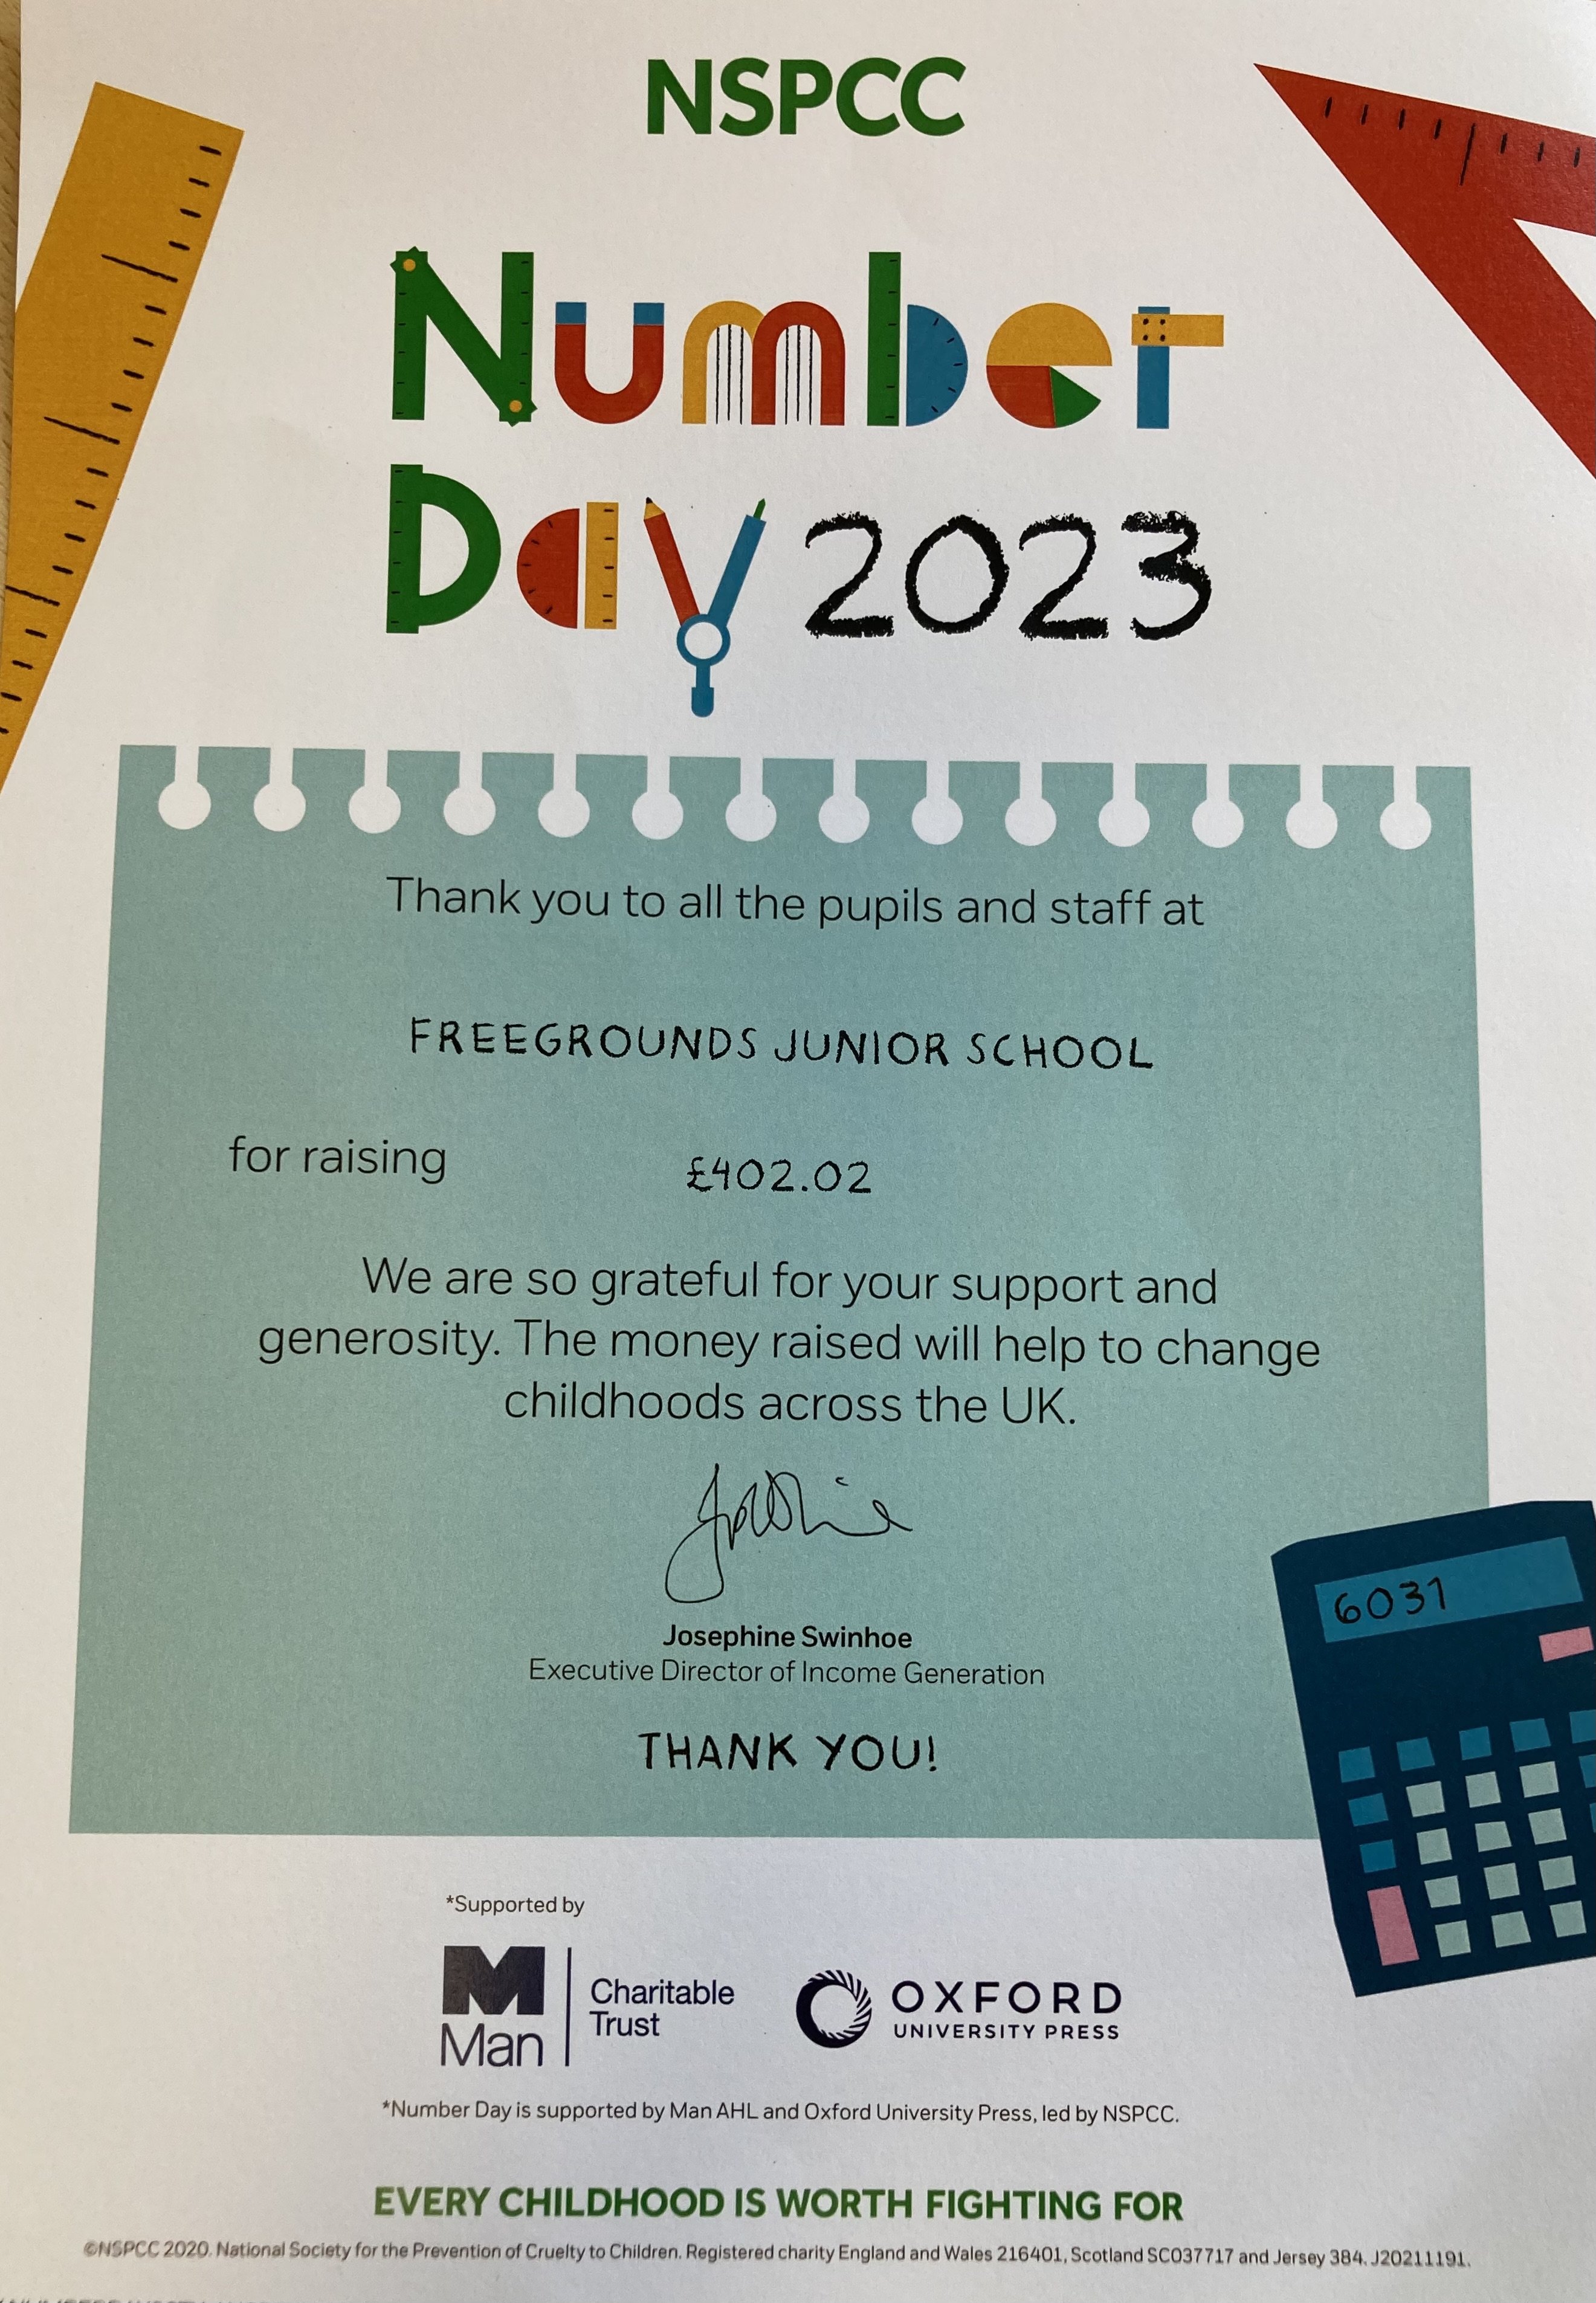 NSPCC
Number
Day 2023
Thank you to all the pupils and staff at
FREEGROUNDS JUNIOR SCHOOL
for raising £402.02
We are so grateful for your support and
generosity. The money raised will help to change
childhoods across the UK.
Josephine Swinhoe
Executive Director of Income Generation
THANK YOU!
6031
*Supported by
M
Man
Charitable
Trust
OXFORD
UNIVERSITY PRESS
*Number Day is supported by Man AHL and Oxford University Press, led by NSPCC.
EVERY CHILDHOOD IS WORTH FIGHTING FOR
©NSPCC 2020. National Society for the Prevention of Cruelty to Children. Registered charity England and Wales 216401, Scotland SC037717 and Jersey 384. J20211191.